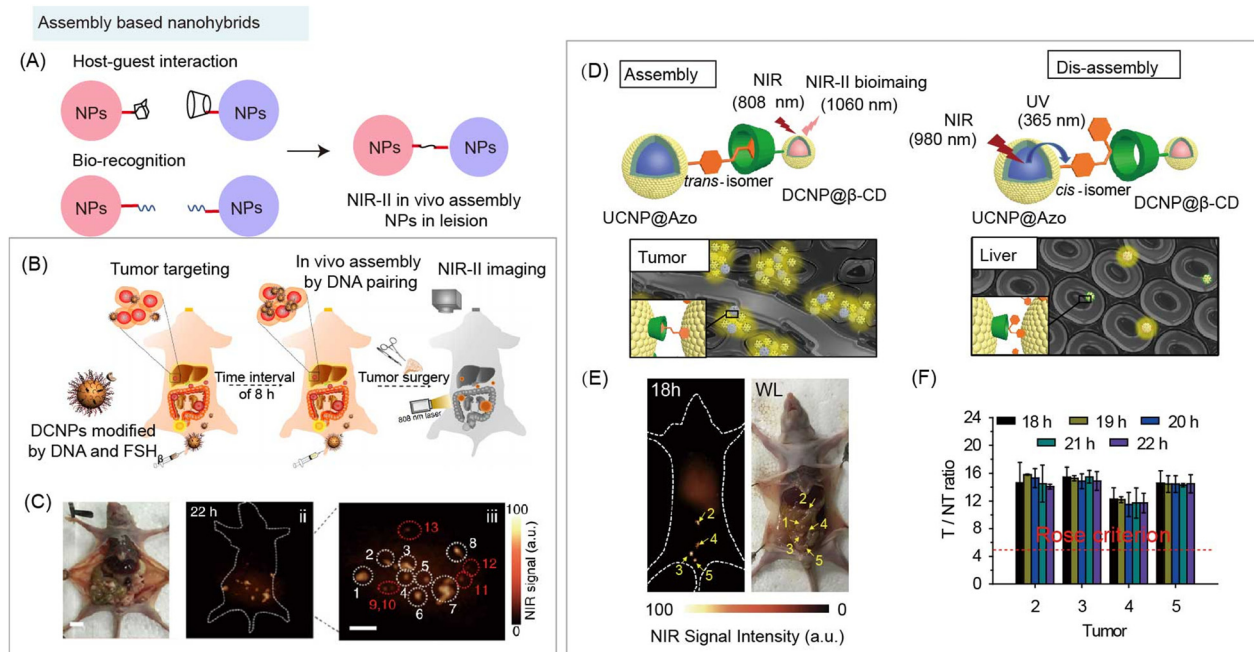 Assembly based nanohybrids
(A)
Host-guest interaction
NPs
NPs
Bio-recognition
NPs
NPs
NPs
NPs
NIR-II in vivo assembly
NPs in leision
(B)
Tumor targeting
In vivo assembly
by DNA pairing
NIR-II imaging
Time interval
of 8 h
Tumor surgery
808 nm laser
DCNPs modified
by DNA and FSHβ
(C)
22 h
ii
iii
13
2
3
8
12
1
5
11
9,10
4
7
6
100
0
NIR signal (a.u.)
(D)
Assembly
NIR
(808 nm)
NIR-II bioimaing
(1060 nm)
trans-isomer
DCNP@β-CD
UCNP@Azo
Tumor
Dis-assembly
UV
(365 nm)
NIR
(980 nm)
cis-isomer
DCNP@β-CD
UCNP@Azo
Liver
(E)
18h
2
4
3
5
WL
2
1
4
3
5
100
0
NIR Signal Intensity (a.u.)
(F)
18 h
19 h
20 h
21 h
22 h
20
16
12
8
4
0
T / NT ratio
Rose criterion
2
3
4
5
Tumor